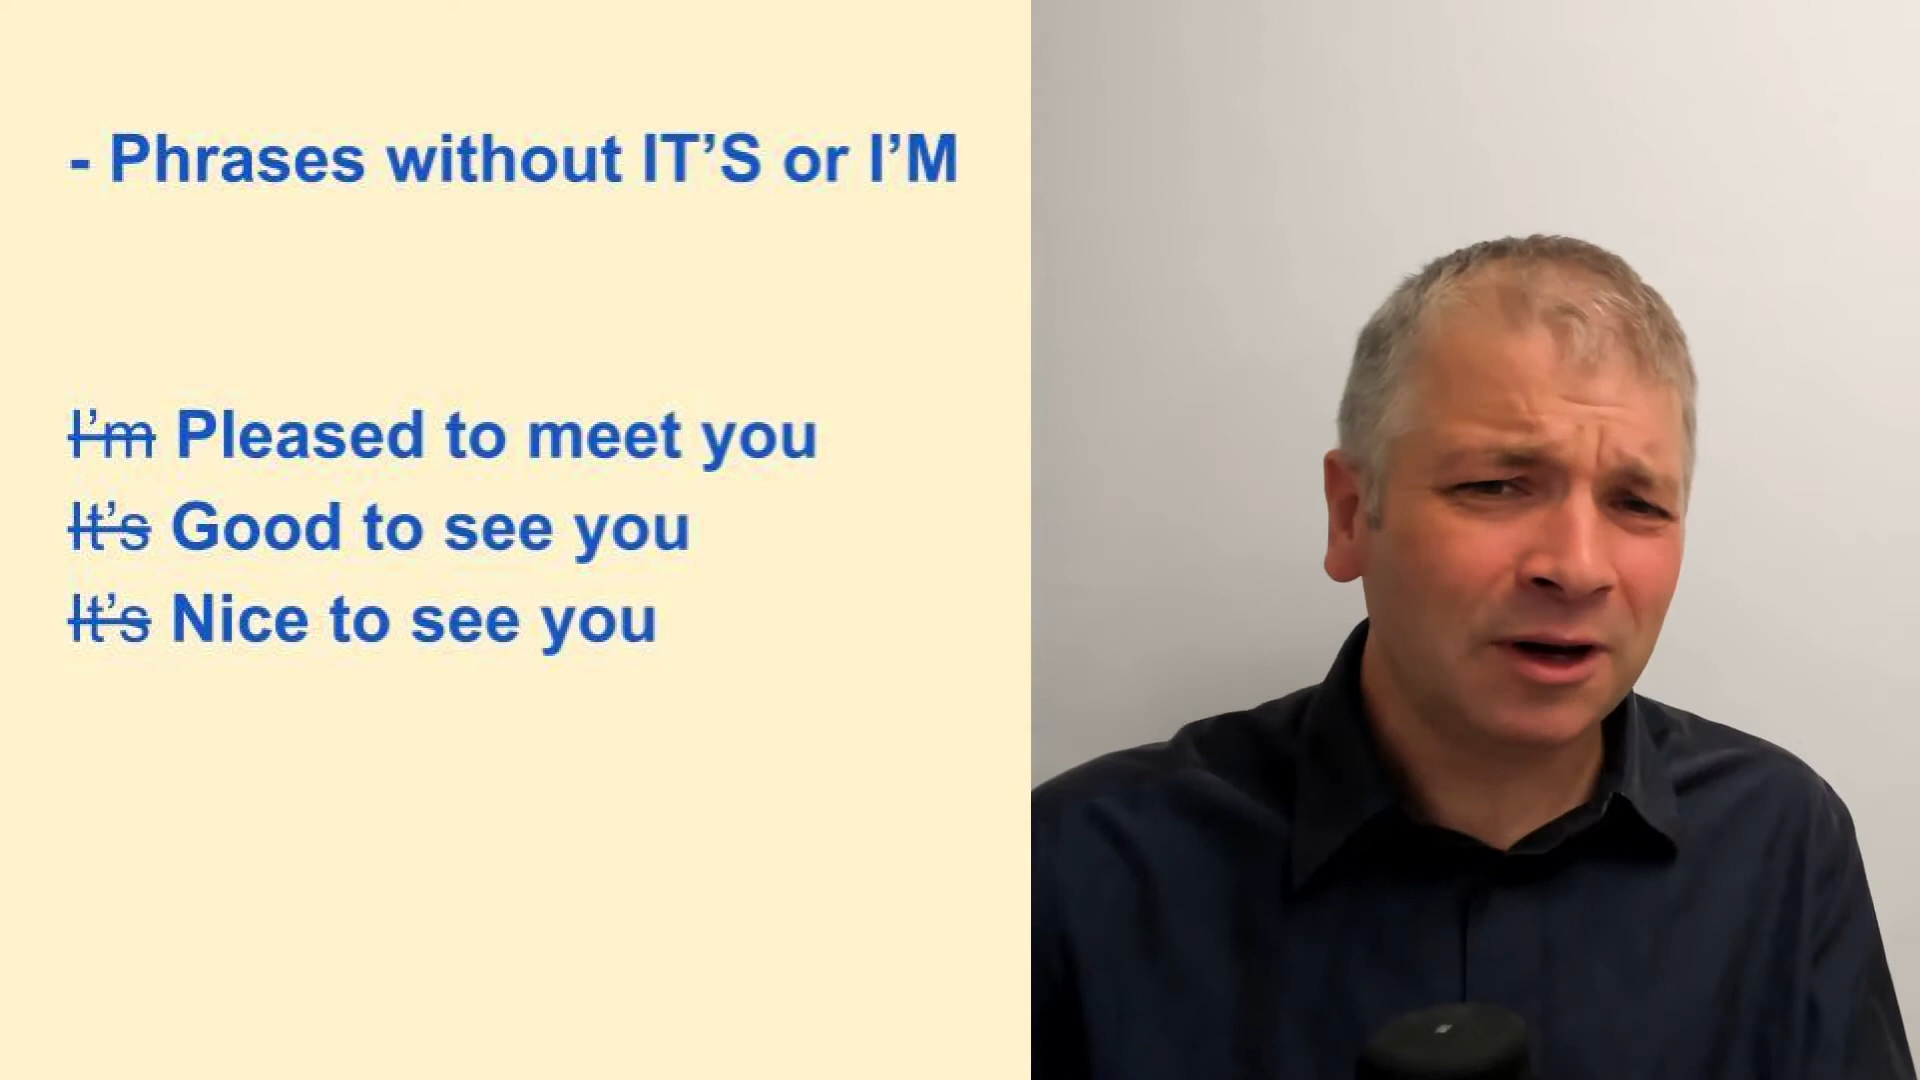 - Phrases without IT’S or I’M
I’m Pleased to meet you
It’s Good to see you
It’s Nice to see you